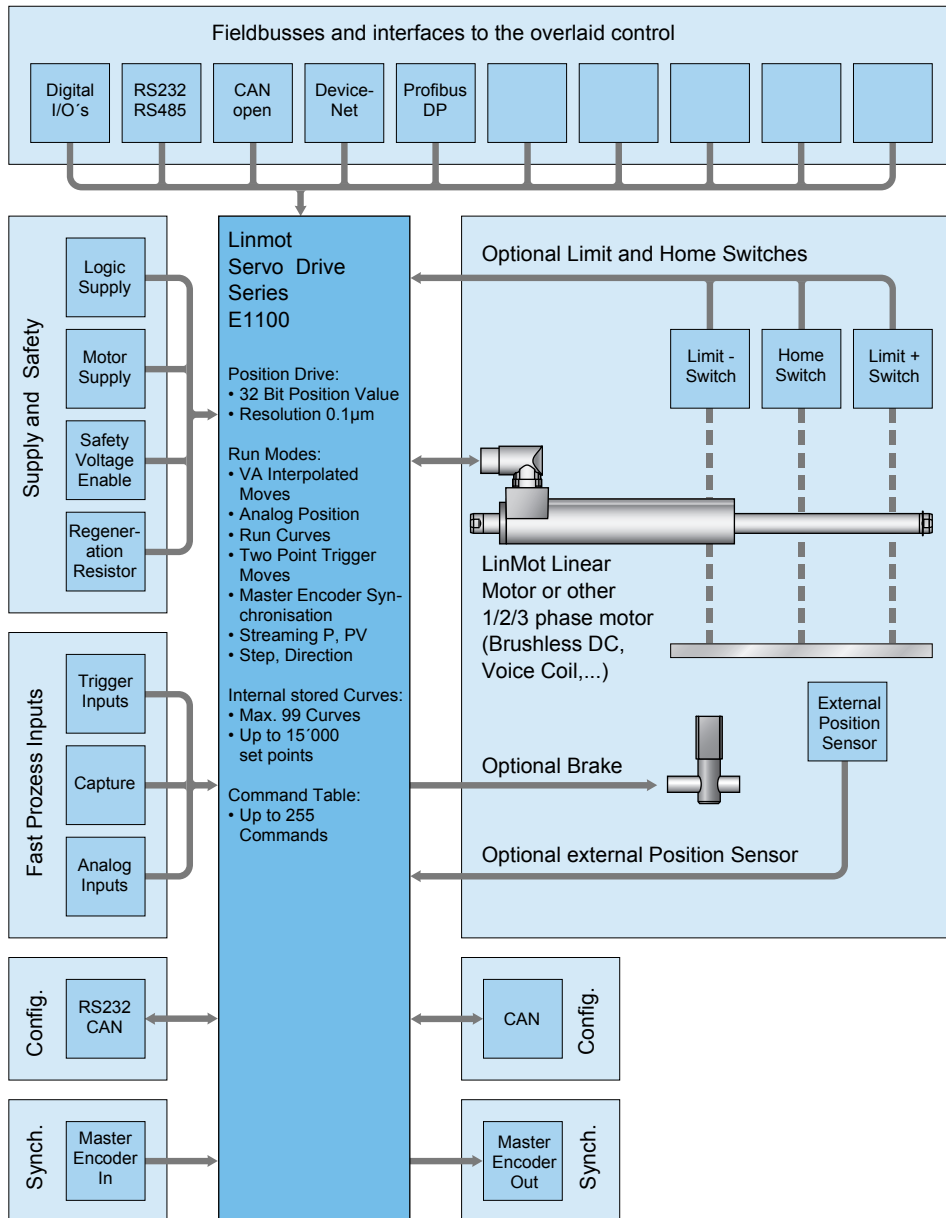 Fieldbusses and interfaces to the overlaid control
Digital
I/O´s
RS232
RS485
CAN
open
Device-
Net
Profibus
DP
Supply and Safety
Logic
Supply
Motor
Supply
Safety
Voltage
Enable
Regener-
ation
Resistor
Fast Prozess Inputs
Trigger
Inputs
Capture
Analog
Inputs
Config.
RS232
CAN
Synch.
Master
Encoder
In
Linmot
Servo Drive
Series
E1100
Position Drive:
• 32 Bit Position Value
• Resolution 0.1µm
Run Modes:
• VA Interpolated
Moves
• Analog Position
• Run Curves
• Two Point Trigger
Moves
• Master Encoder Syn-
chronisation
• Streaming P, PV
• Step, Direction
Internal stored Curves:
• Max. 99 Curves
• Up to 15´000
set points
Command Table:
• Up to 255
Commands
Optional Limit and Home Switches
Limit -
Switch
Home
Switch
Limit +
Switch
LinMot Linear
Motor or other
1/2/3 phase motor
(Brushless DC,
Voice Coil,...)
External
Position
Sensor
Optional Brake
Optional external Position Sensor
CAN
Config.
Master
Encoder
Out
Synch.